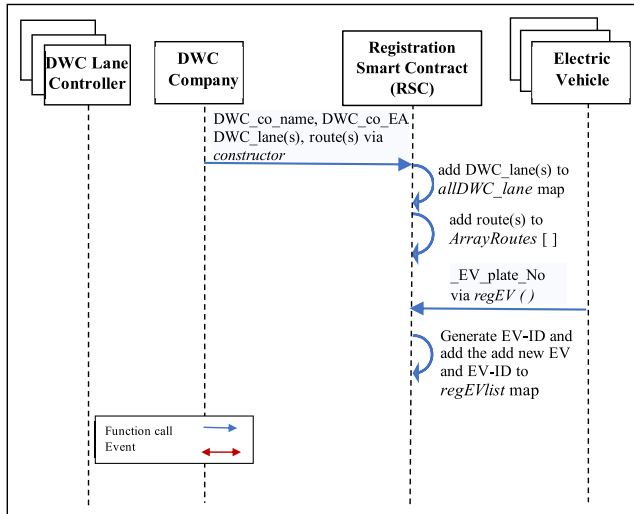 DWC Lane
Controller
DWC
Company
Registration
Smart Contract
(RSC)
Electric
Vehicle
DWC_co_name, DWC_co_EA
DWC_lane(s), route(s) via
constructor
add DWC_lane(s) to
allDWC_lane map
add route(s) to
ArrayRoutes [ ]
_EV_plate_No
via regEV ( )
Generate EV-ID and
add the add new EV
and EV-ID to
regEVlist map
Function call
Event